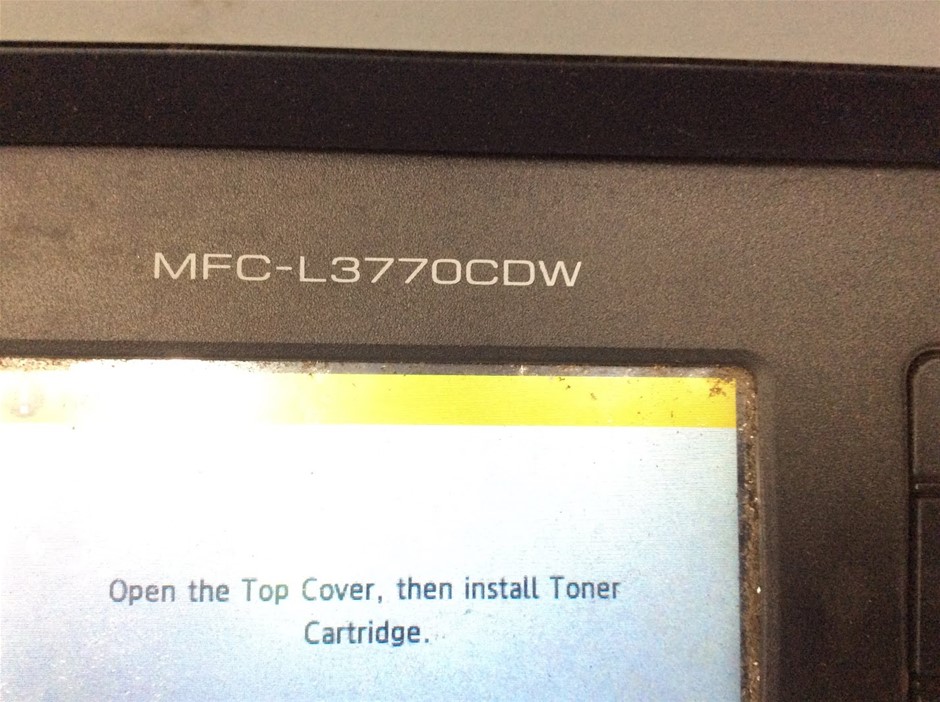 MFC-L3770CDW
Open the Top Cover, then install Toner
Cartridge.